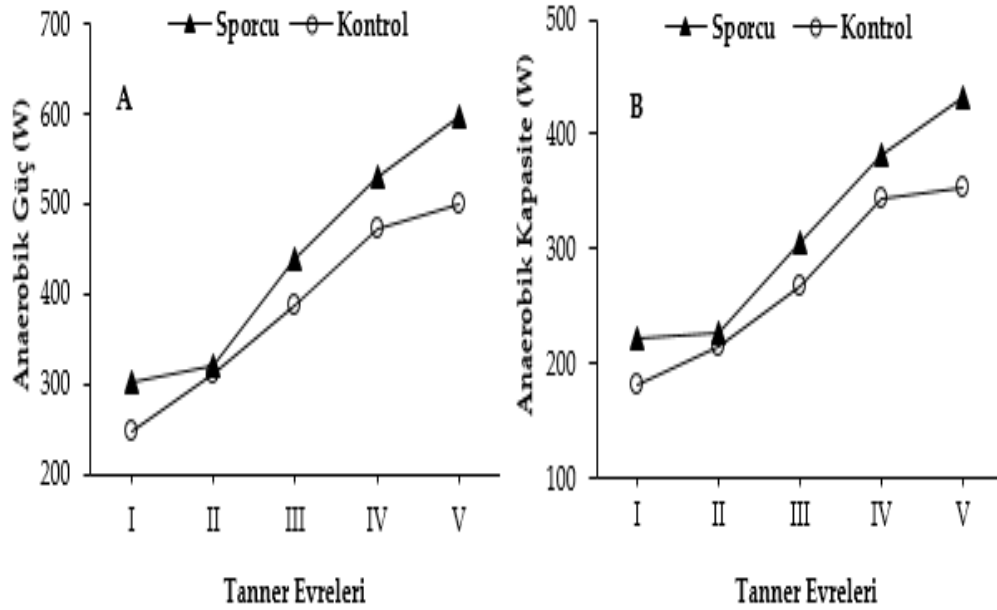 Sporcu Kontrol
A
Anaerobik Güç (W)
700
600
500
400
300
200
I II III IV V
Tanner Evreleri
Sporcu Kontrol
B
Anaerobik Kapasite (W)
500
400
300
200
100
I II III IV V
Tanner Evreleri